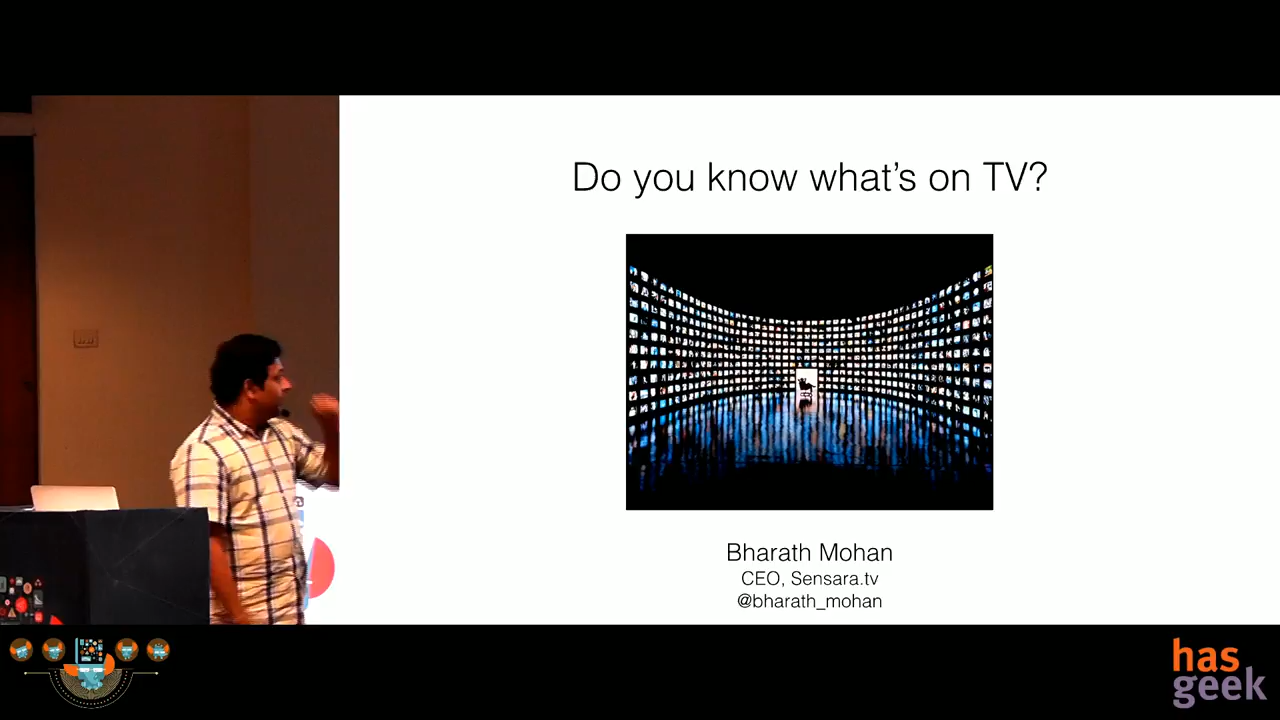 Do you know what's on TV?
Bharath Mohan
CEO, Sensara.tv
@bharath_mohan
has
geek